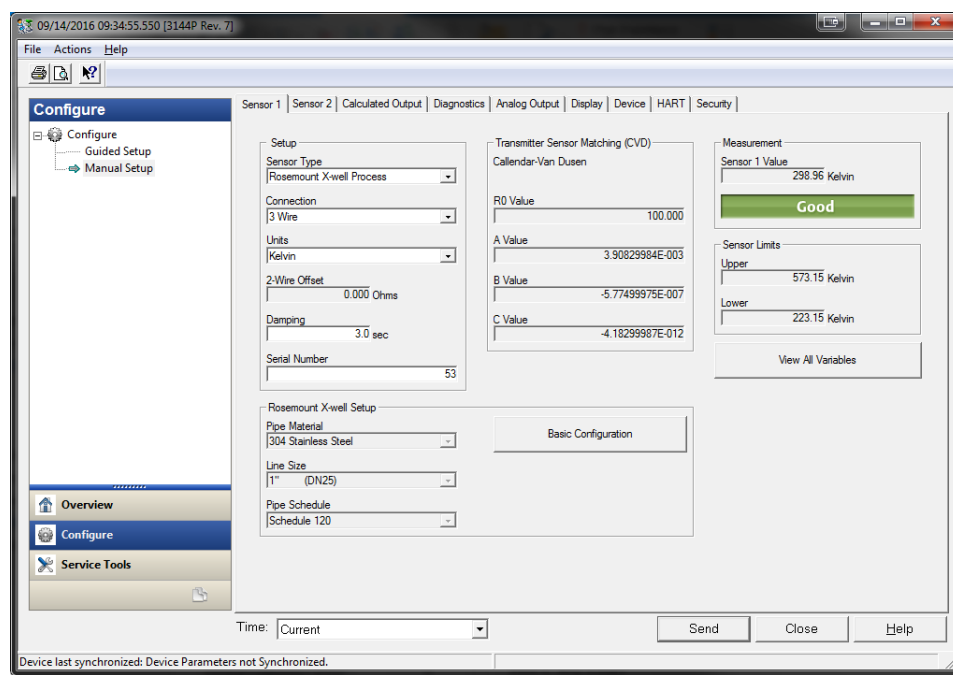 09/14/2016 09:34:55.550 [3144P Rev. 7]
File Actions Help
Configure
Configure
Guided Setup
Manual Setup
Overview
Configure
Service Tools
Sensor 1 Sensor 2 Calculated Output Diagnostics Analog Output Display Device HART Security
Setup
Sensor Type
Rosemount X-well Process
Connection
3 Wire
Units
Kelvin
2-Wire Offset
0.000 Ohms
Damping
3.0 sec
Serial Number
53
Transmitter Sensor Matching (CVD)
Callendar-Van Dusen
R0 Value
100.000
A Value
3.90829984E-003
B Value
-5.77499975E-007
C Value
-4.18299987E-012
Measurement
Sensor 1 Value
298.96 Kelvin
Good
Sensor Limits
Upper
573.15 Kelvin
Lower
223.15 Kelvin
View All Variables
Rosemount X-well Setup
Pipe Material
304 Stainless Steel
Line Size
1" (DN25)
Pipe Schedule
Schedule 120
Basic Configuration
Time: Current
Send Close Help
Device last synchronized: Device Parameters not Synchronized.